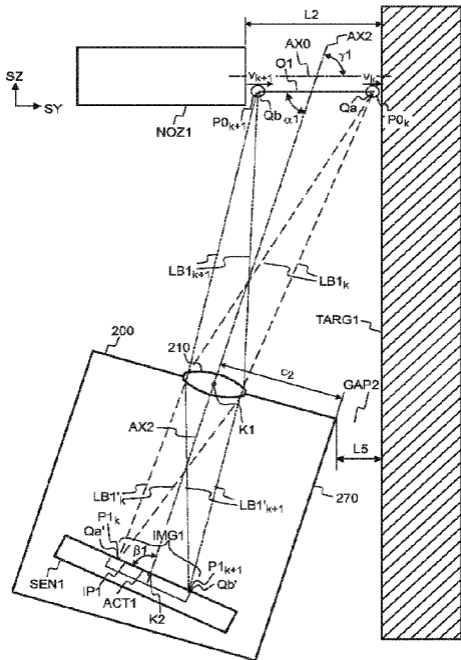 L2
AX2
AX0
γ1
SZ
O1
vk+1
vk
SY
Qb
α1
Qa
P0k+1
P0k
NOZ1
LB1k+1
LB1k
TARG1
200
210
c2
GAP2
AX2
K1
L5
LB1'k
LB1'k+1
270
P1k
IMG1
Qa'
P1k+1
β1
SEN1
Qb'
IP1
ACT1
K2